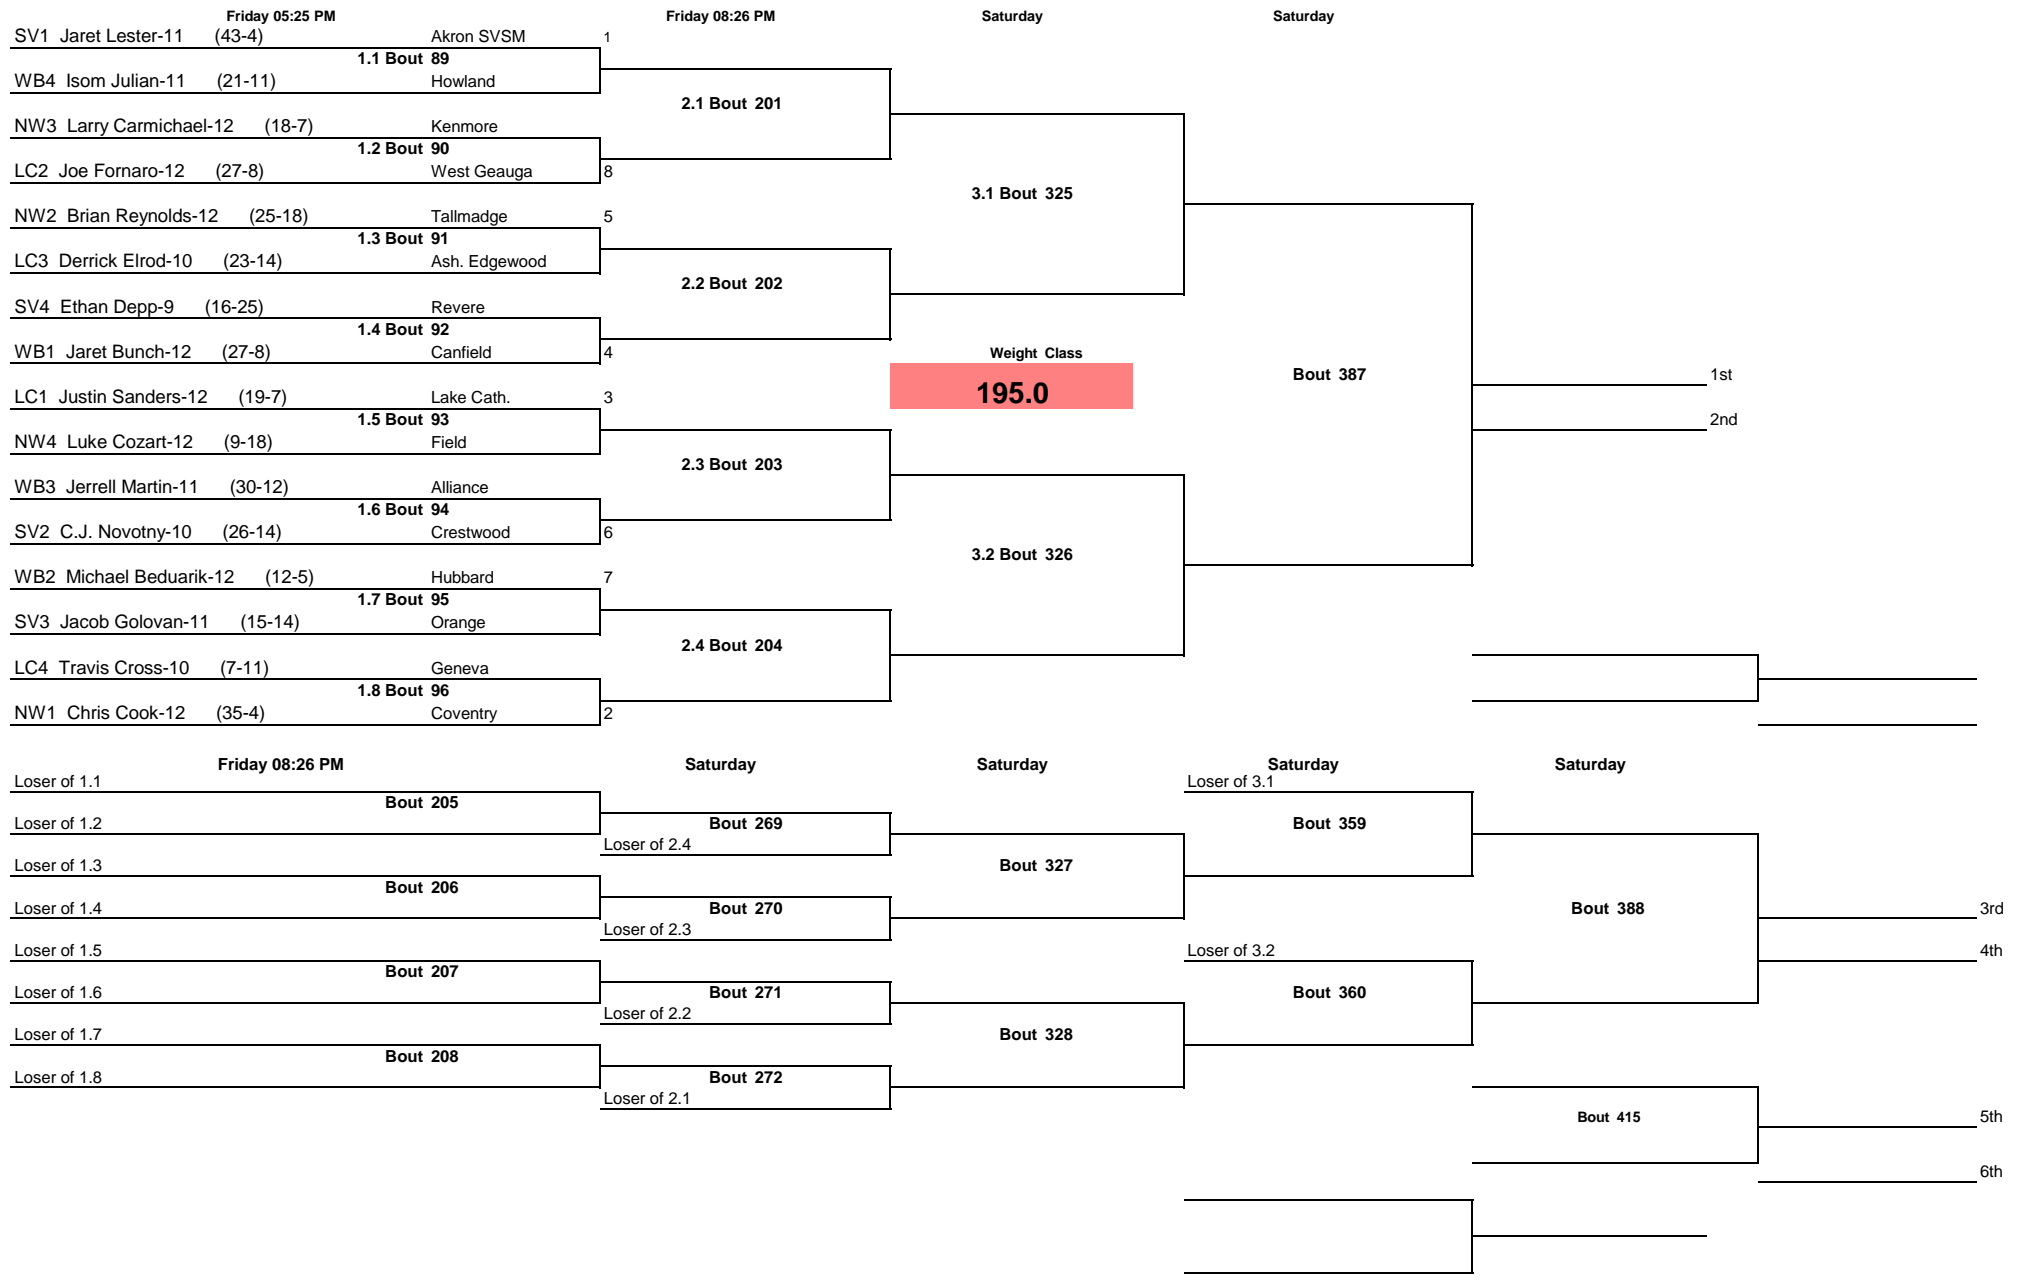 Friday 05:25 PM Friday 08:26 PM Saturday Saturday
SV1 Jaret Lester-11 (43-4) Akron SVSM 1
1.1 Bout 89
WB4 Isom Julian-11 (21-11) Howland
2.1 Bout 201
NW3 Larry Carmichael-12 (18-7) Kenmore
1.2 Bout 90
LC2 Joe Fornaro-12 (27-8) West Geauga 8
3.1 Bout 325
NW2 Brian Reynolds-12 (25-18) Tallmadge 5
1.3 Bout 91
LC3 Derrick Elrod-10 (23-14) Ash. Edgewood
2.2 Bout 202
SV4 Ethan Depp-9 (16-25) Revere
1.4 Bout 92
WB1 Jaret Bunch-12 (27-8) Canfield 4 Weight Class
Bout 387 1st
LC1 Justin Sanders-12 (19-7) Lake Cath. 3 195.0
1.5 Bout 93 2nd
NW4 Luke Cozart-12 (9-18) Field
2.3 Bout 203
WB3 Jerrell Martin-11 (30-12) Alliance
1.6 Bout 94
SV2 C.J. Novotny-10 (26-14) Crestwood 6
3.2 Bout 326
WB2 Michael Beduarik-12 (12-5) Hubbard 7
1.7 Bout 95
SV3 Jacob Golovan-11 (15-14) Orange
2.4 Bout 204
LC4 Travis Cross-10 (7-11) Geneva
1.8 Bout 96
NW1 Chris Cook-12 (35-4) Coventry 2
Friday 08:26 PM Saturday Saturday Saturday Saturday
Loser of 1.1 Loser of 3.1
Bout 205
Loser of 1.2 Bout 269 Bout 359
Loser of 2.4
Loser of 1.3 Bout 327
Bout 206
Loser of 1.4 Bout 270 Bout 388 3rd
Loser of 2.3
Loser of 1.5 Loser of 3.2 4th
Bout 207
Loser of 1.6 Bout 271 Bout 360
Loser of 2.2
Loser of 1.7 Bout 328
Bout 208
Loser of 1.8 Bout 272
Loser of 2.1
Bout 415 5th
6th